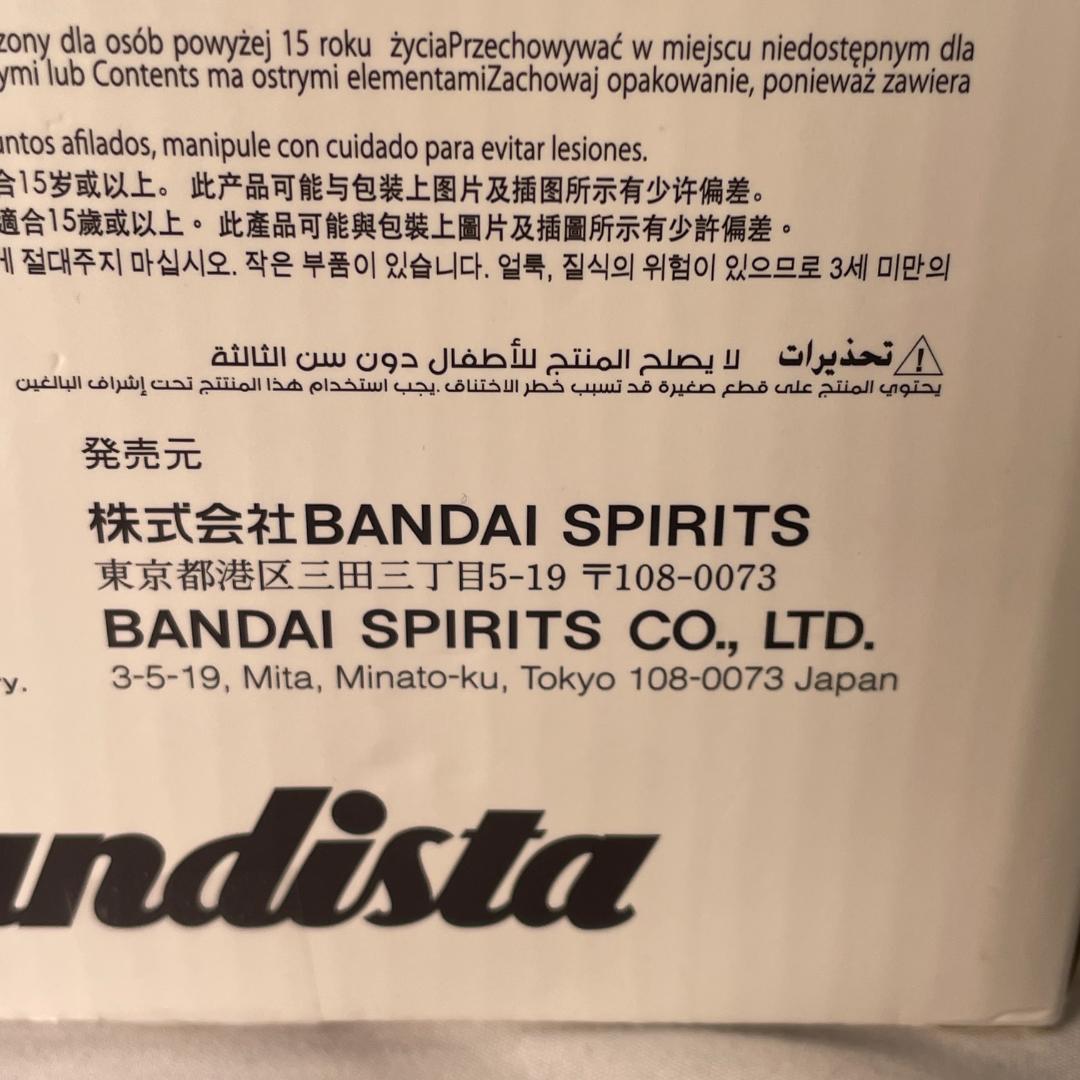 zony dla osób powyżej 15 roku życiaPrzechowywać w miejscu niedostępnym dla
ymi lub Contents ma ostrymi elementamiZachowaj opakowanie, ponieważ zawiera
untos afilados, manipule con cuidado para evitar lesiones.
合15岁或以上。 此产品可能与包装上图片及插图所示有少许偏差。
適合15歲或以上。 此產品可能與包裝上圖片及插圖所示有少許偏差。
게 절대주지 마십시오. 작은 부품이 있습니다. 얼룩, 질식의 위험이 있으므로 3세 미만의
تحذيرات لا يصلح المنتج للأطفال دون سن الثالثة
يحتوي المنتج على قطع صغيرة قد تسبب خطر الاختناق .يجب استخدام هذا المنتتج تحت إشراف البالغين
発売元
株式会社BANDAI SPIRITS
東京都港区三田三丁目5-19 〒108-0073
BANDAI SPIRITS CO., LTD.
y. 3-5-19, Mita, Minato-ku, Tokyo 108-0073 Japan
andista